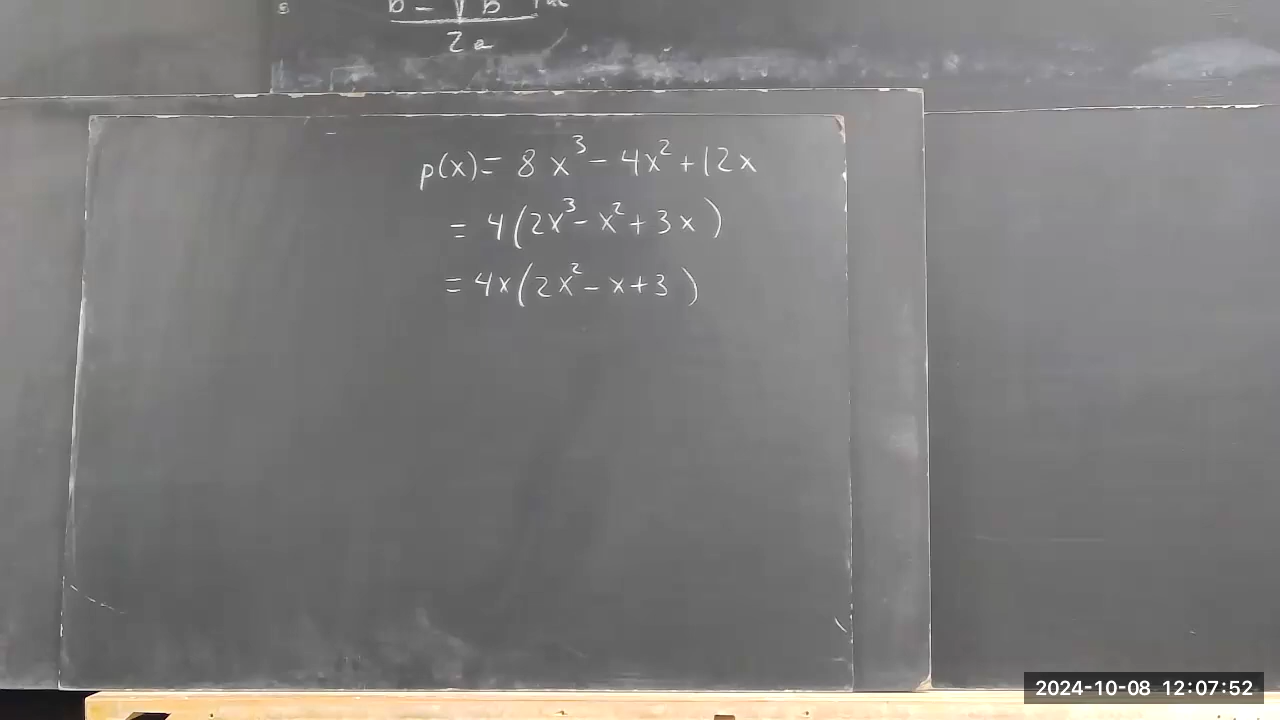 b - √b
2a
p(x) = 8x³ - 4x² + 12x
= 4(2x³ - x² + 3x)
= 4x(2x² - x + 3)
2024-10-08 12:07:52